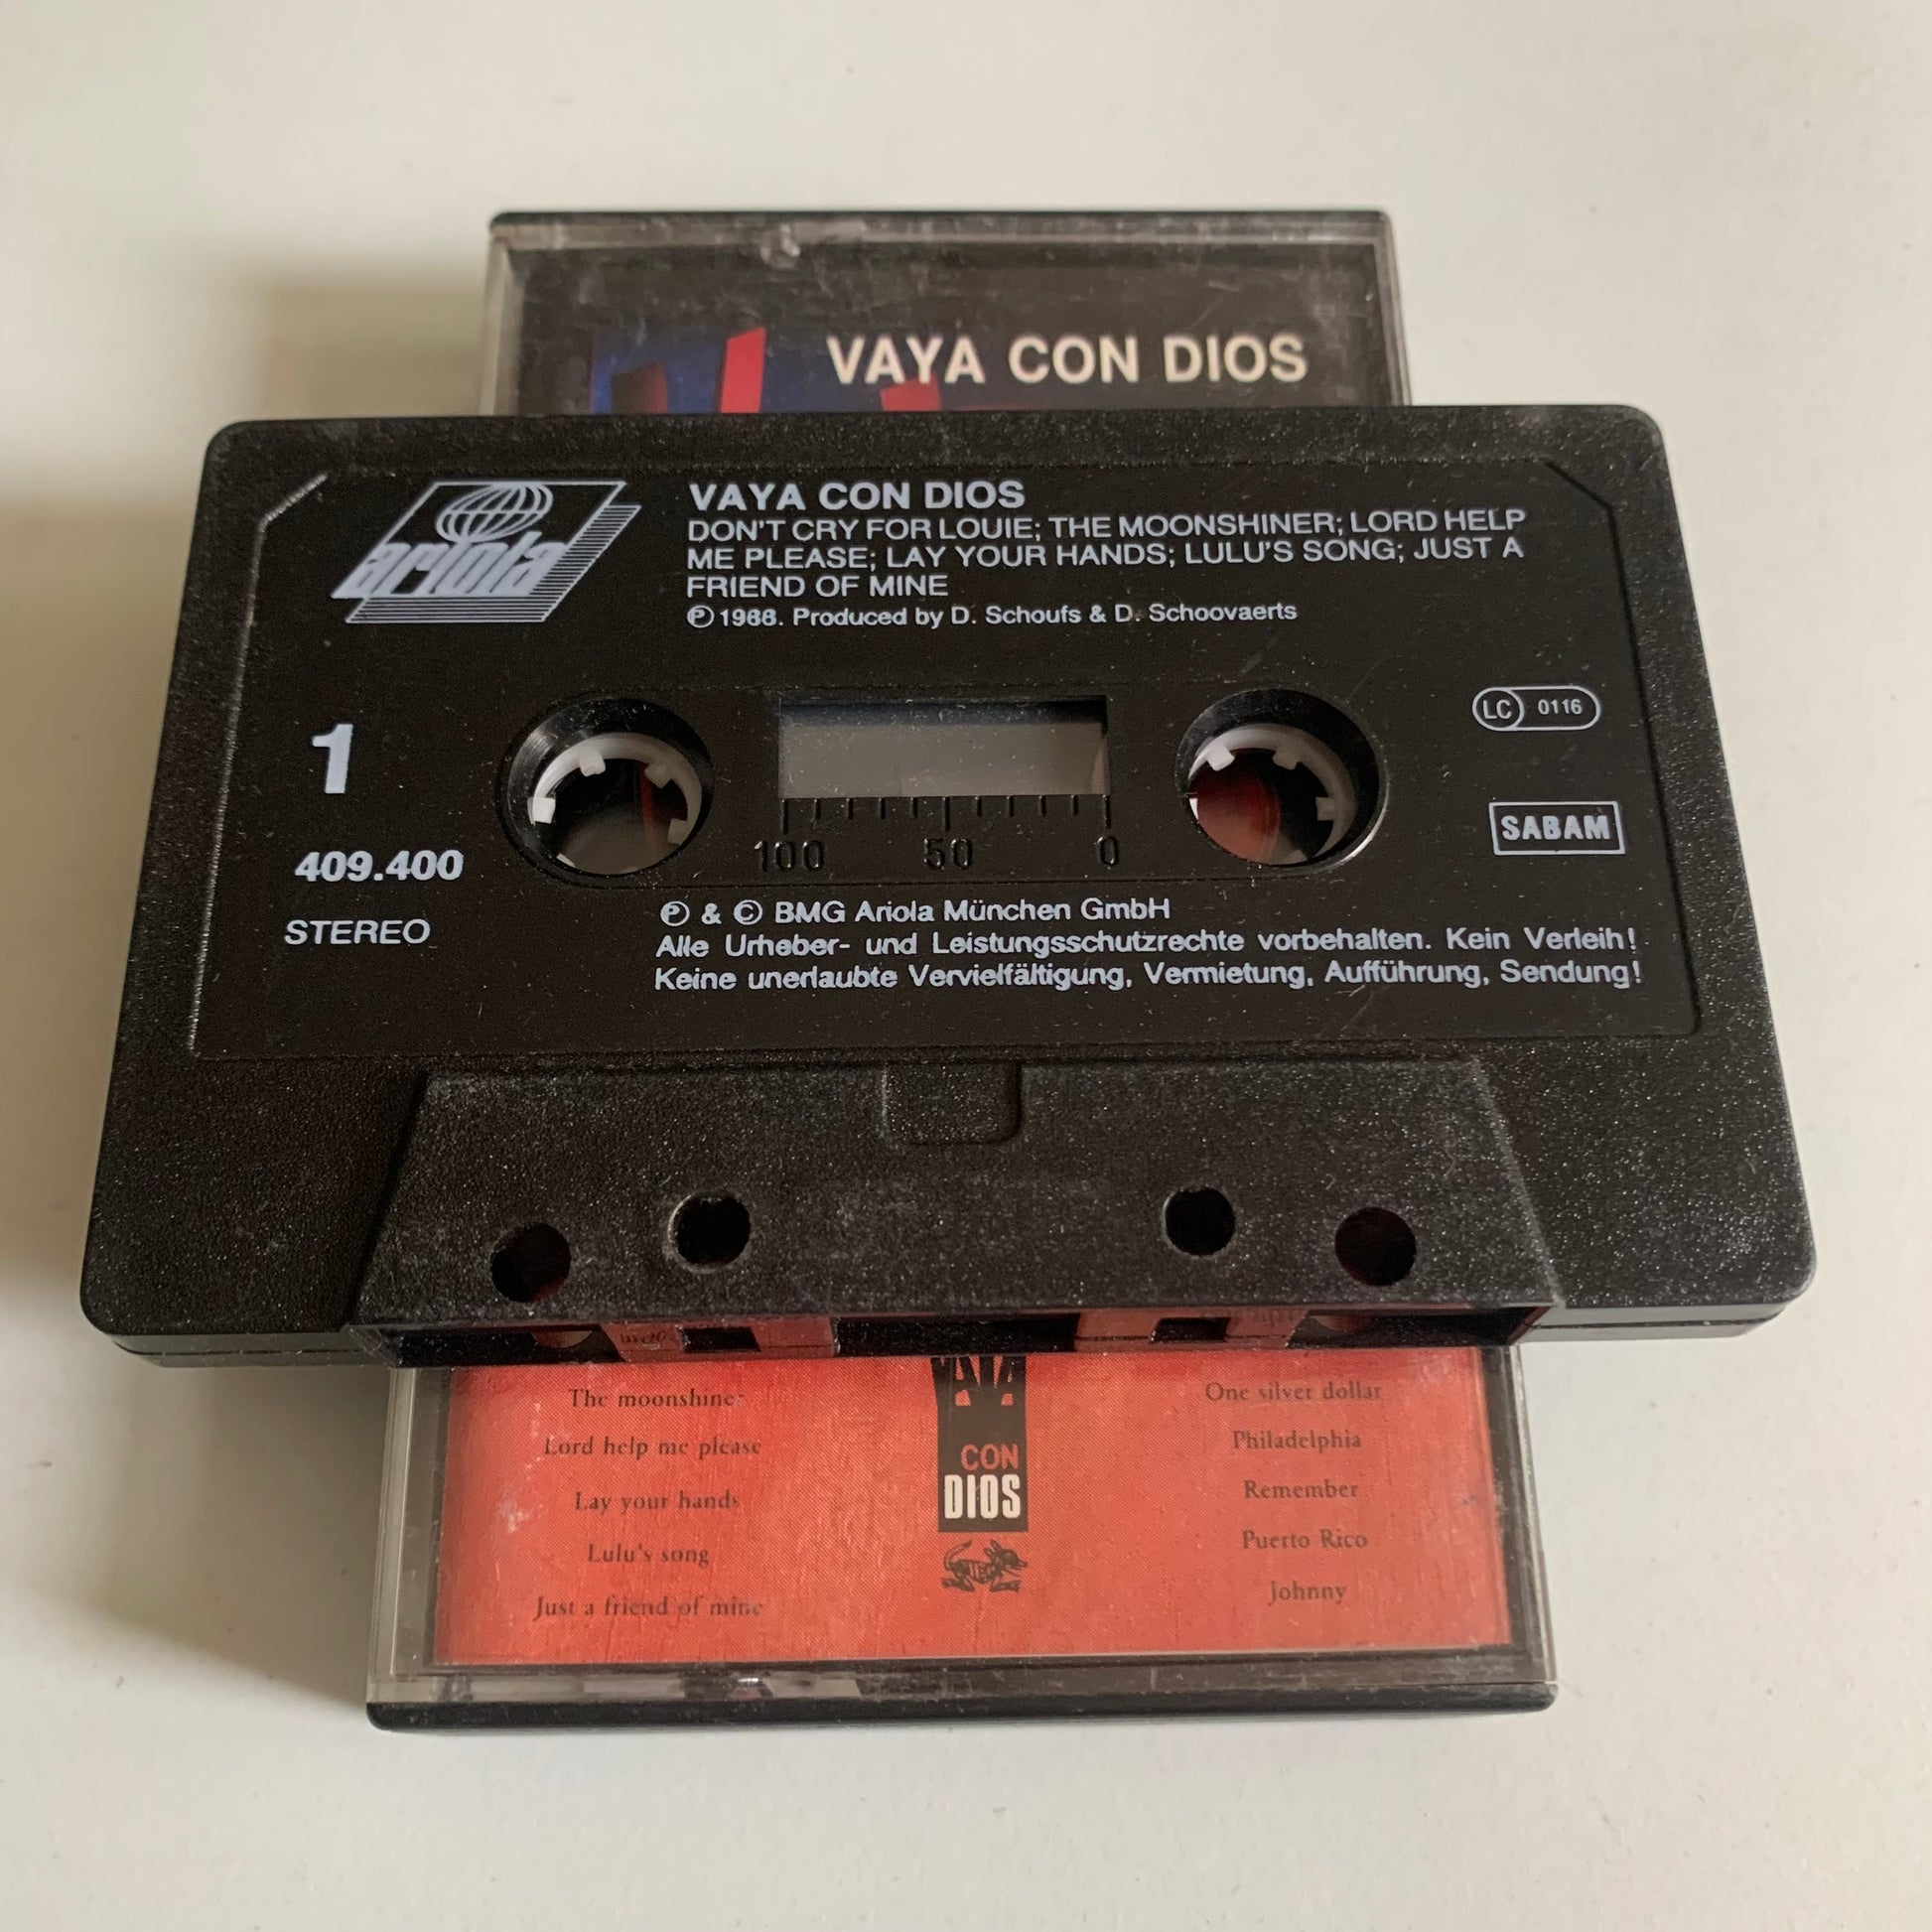 VAYA CON DIOS
ariola
VAYA CON DIOS
DON'T CRY FOR LOUIE; THE MOONSHINER; LORD HELP
ME PLEASE; LAY YOUR HANDS; LULU'S SONG; JUST A
FRIEND OF MINE
Ⓟ 1988. Produced by D. Schoufs & D. Schoovaerts
1
LC 0116
100 50 0
SABAM
409.400
STEREO
Ⓟ & © BMG Ariola München GmbH
Alle Urheber- und Leistungsschutzrechte vorbehalten. Kein Verleih!
Keine unerlaubte Vervielfältigung, Vermietung, Aufführung, Sendung!
The moonshiner
Lord help me please
Lay your hands
Lulu's song
Just a friend of mine
VAYA
CON
DIOS
One silver dollar
Philadelphia
Remember
Puerto Rico
Johnny